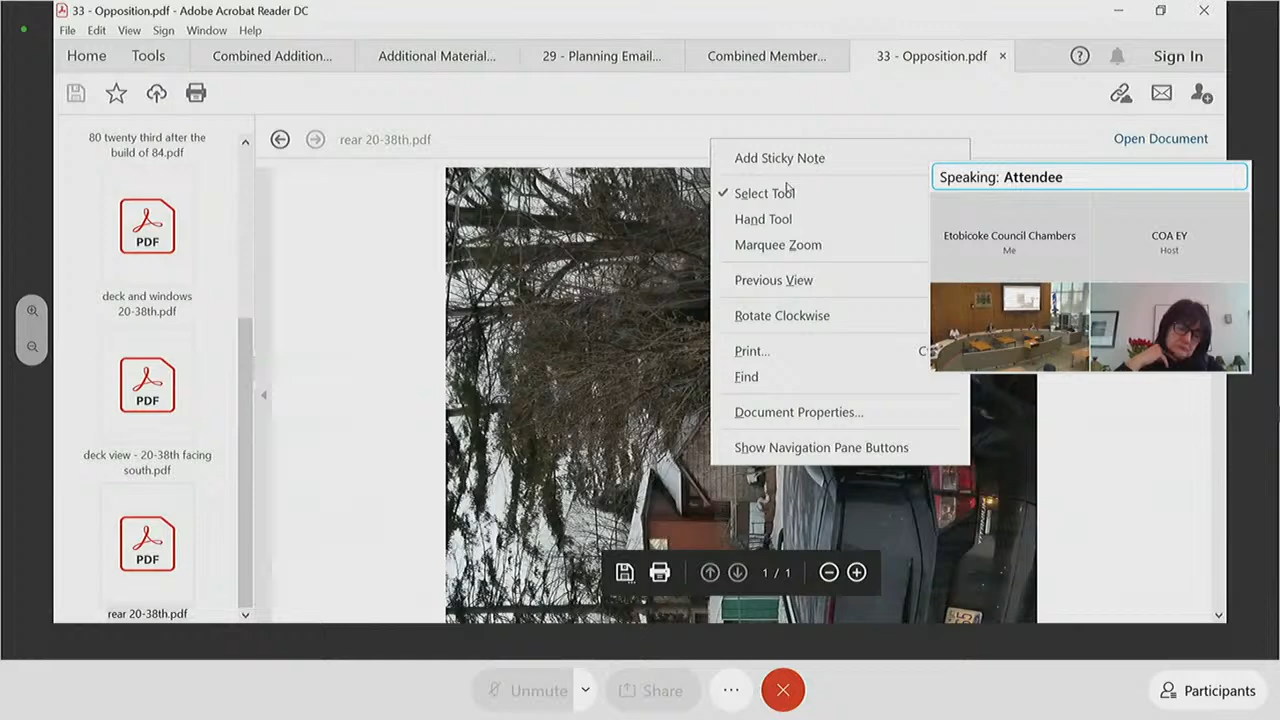 33 - Opposition.pdf - Adobe Acrobat Reader DC
File Edit View Sign Window Help
Home Tools Combined Addition... Additional Material... 29 - Planning Email... Combined Member... 33 - Opposition.pdf × Sign In
80 twenty third after the
build of 84.pdf
rear 20-38th.pdf
Open Document
PDF
deck and windows
20-38th.pdf
PDF
deck view - 20-38th facing
south.pdf
PDF
rear 20-38th.pdf
Add Sticky Note
Select Tool
Hand Tool
Marquee Zoom
Previous View
Rotate Clockwise
Print... C
Find
Document Properties...
Show Navigation Pane Buttons
Speaking: Attendee
Etobicoke Council Chambers
Me
COA EY
Host
1 / 1
Unmute
Share
Participants